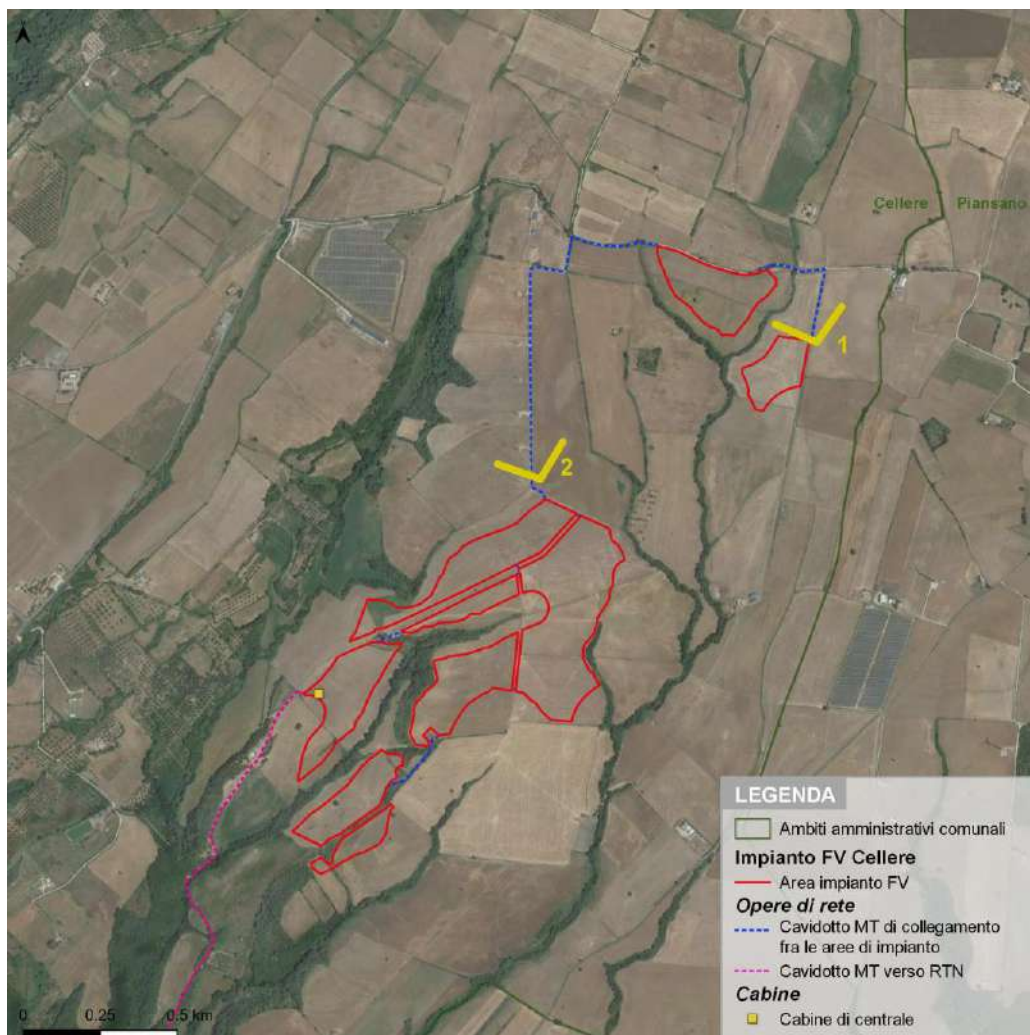 Cellere Piansano
1
2
LEGENDA
Ambiti amministrativi comunali
Impianto FV Cellere
Area impianto FV
Opere di rete
Cavidotto MT di collegamento
fra le aree di impianto
Cavidotto MT verso RTN
Cabine
Cabine di centrale
0 0.25 0.5 km